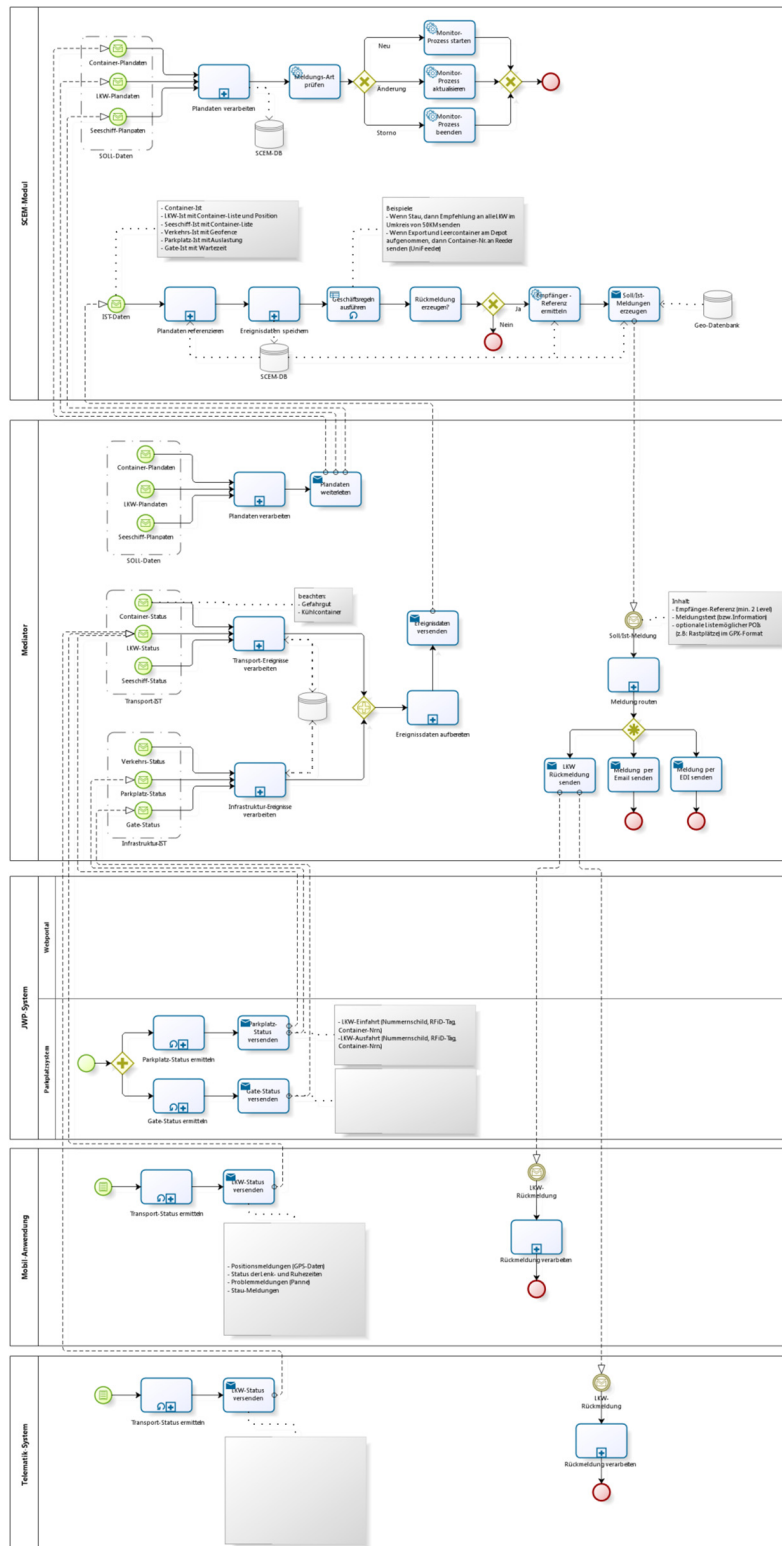 SCEM-Modul
Container-Plandaten
LKW-Plandaten
Seeschiff-Plandaten
SOLL-Daten
Plandaten verarbeiten
SCEM-DB
Meldungs-Art
prüfen
Neu
Änderung
Storno
Monitor-
Prozess starten
Monitor-
Prozess
aktualisieren
Monitor-
Prozess
beenden
- Container-Ist
- LKW-Ist mit Container-Liste und Position
- Seeschiff-Ist mit Container-Liste
- Verkehrs-Ist mit Geofence
- Parkplatz-Ist mit Auslastung
- Gate-Ist mit Wartezeit
Beispiele:
- Wenn Stau, dann Empfehlung an alle LKW im
Umkreis von 50KM senden
- Wenn Export und Leercontainer am Depot
aufgenommen, dann Container-Nr. an Reeder
senden (UniFeeder)
IST-Daten
Plandaten referenzieren
Ereignisdaten speichern
SCEM-DB
Geschäftsregeln
ausführen
Rückmeldung
erzeugen?
Ja
Nein
Empfänger-
Referenz
ermitteln
Soll/Ist-
Meldungen
erzeugen
Geo-Datenbank
Mediator
Container-Plandaten
LKW-Plandaten
Seeschiff-Plandaten
SOLL-Daten
Plandaten verarbeiten
Plandaten
weiterleiten
Container-Status
LKW-Status
Seeschiff-Status
Transport-IST
beachten:
- Gefahrgut
- Kühlcontainer
Transport-Ereignisse
verarbeiten
Verkehrs-Status
Parkplatz-Status
Gate-Status
Infrastruktur-IST
Infrastruktur-Ereignisse
verarbeiten
Ereignisdaten
versenden
Ereignissdaten aufbereiten
Inhalt:
- Empfänger-Referenz (min. 2 Level)
- Meldungstext (bzw. Information)
- optionale Liste möglicher POIs
(z.B: Rastplätze) im GPX-Format
Soll/Ist-Meldung
Meldung routen
LKW
Rückmeldung
senden
Meldung per
Email senden
Meldung per
EDI senden
JWP-System
Webportal
Parkplatzsystem
Parkplatz-Status ermitteln
Parkplatz-
Status
versenden
- LKW-Einfahrt (Nummernschild, RFiD-Tag,
Container-Nrn)
-LKW-Ausfahrt (Nummernschild, RFiD-Tag,
Container-Nrn)
Gate-Status ermitteln
Gate-Status
versenden
Mobil-Anwendung
Transport-Status ermitteln
LKW-Status
versenden
- Positionsmeldungen (GPS-Daten)
- Status der Lenk- und Ruhezeiten
- Problemmeldungen (Panne)
- Stau-Meldungen
LKW-
Rückmeldung
Rückmeldung verarbeiten
Telematik-System
Transport-Status ermitteln
LKW-Status
versenden
LKW-
Rückmeldung
Rückmeldung verarbeiten